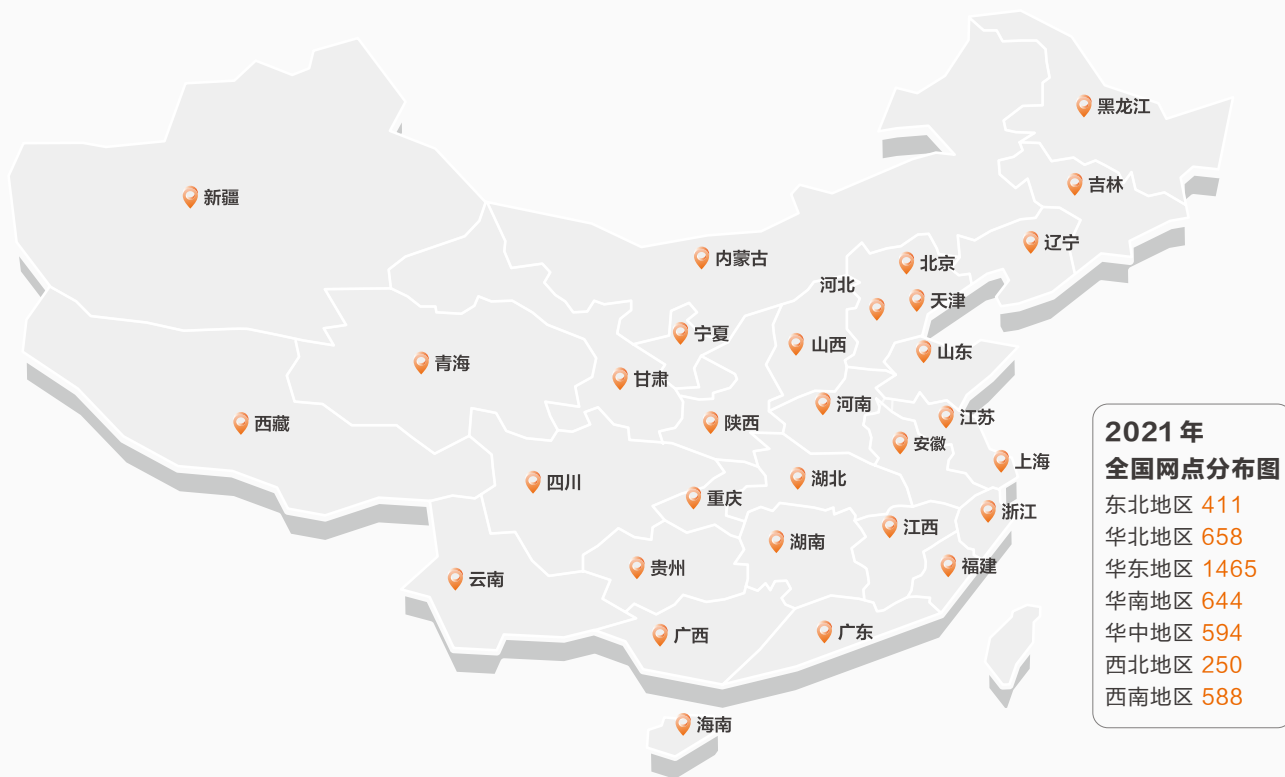 黑龙江
吉林
新疆
辽宁
内蒙古
北京
河北
天津
宁夏
山西
山东
青海
甘肃
河南
西藏
陕西
江苏
安徽
上海
四川
湖北
重庆
浙江
江西
湖南
福建
贵州
云南
广西
广东
海南
2021 年
全国网点分布图
东北地区 411
华北地区 658
华东地区 1465
华南地区 644
华中地区 594
西北地区 250
西南地区 588